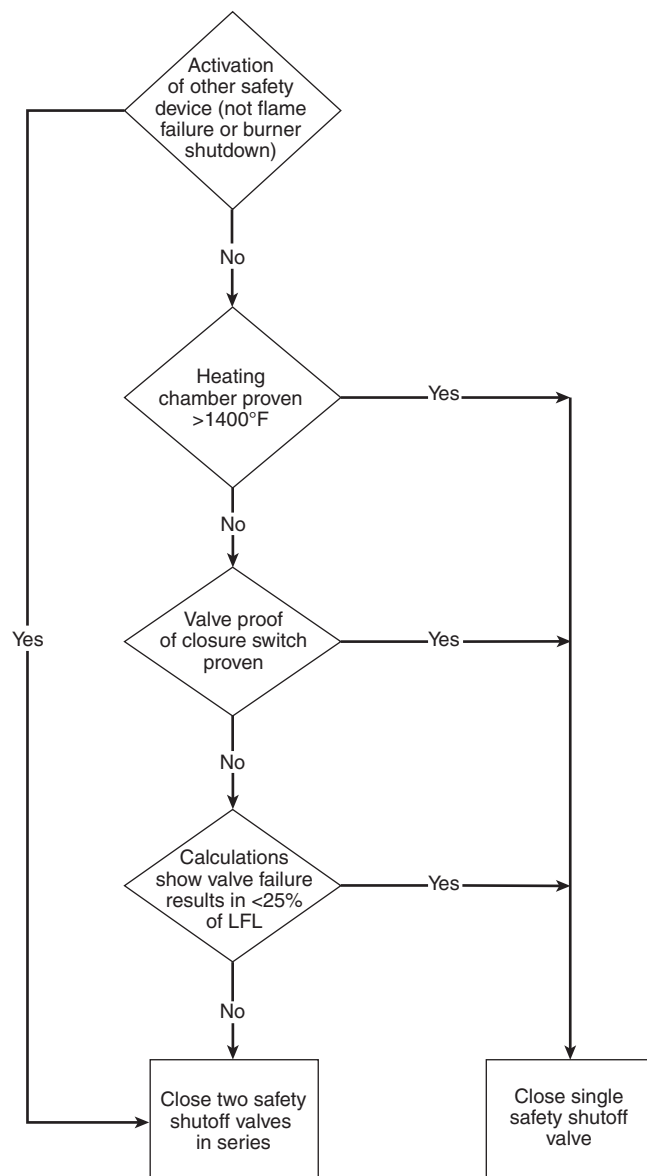 Activation
of other safety
device (not flame
failure or burner
shutdown)
No
Heating
chamber proven
>1400°F
Yes
No
Valve proof
of closure switch
proven
Yes
Yes
No
Calculations
show valve failure
results in <25%
of LFL
Yes
No
Close two safety
shutoff valves
in series
Close single
safety shutoff
valve